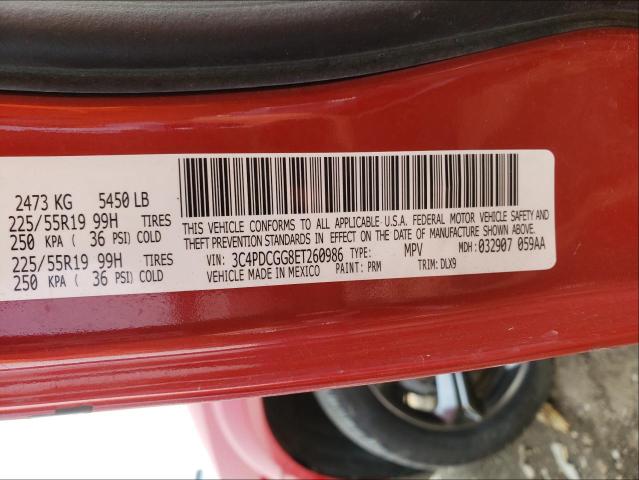 2473 KG 5450 LB
225/55R19 99H TIRES
250 KPA ( 36 PSI) COLD
225/55R19 99H TIRES
250 KPA ( 36 PSI) COLD
THIS VEHICLE CONFORMS TO ALL APPLICABLE U.S.A. FEDERAL MOTOR VEHICLE SAFETY AND
THEFT PREVENTION STANDARDS IN EFFECT ON THE DATE OF MANUFACTURE SHOWN ABOVE.
VIN: 3C4PDCGG8ET260986 TYPE: MPV MDH: 032907 059AA
MADE IN MEXICO PAINT: PRM TRIM: DLX9